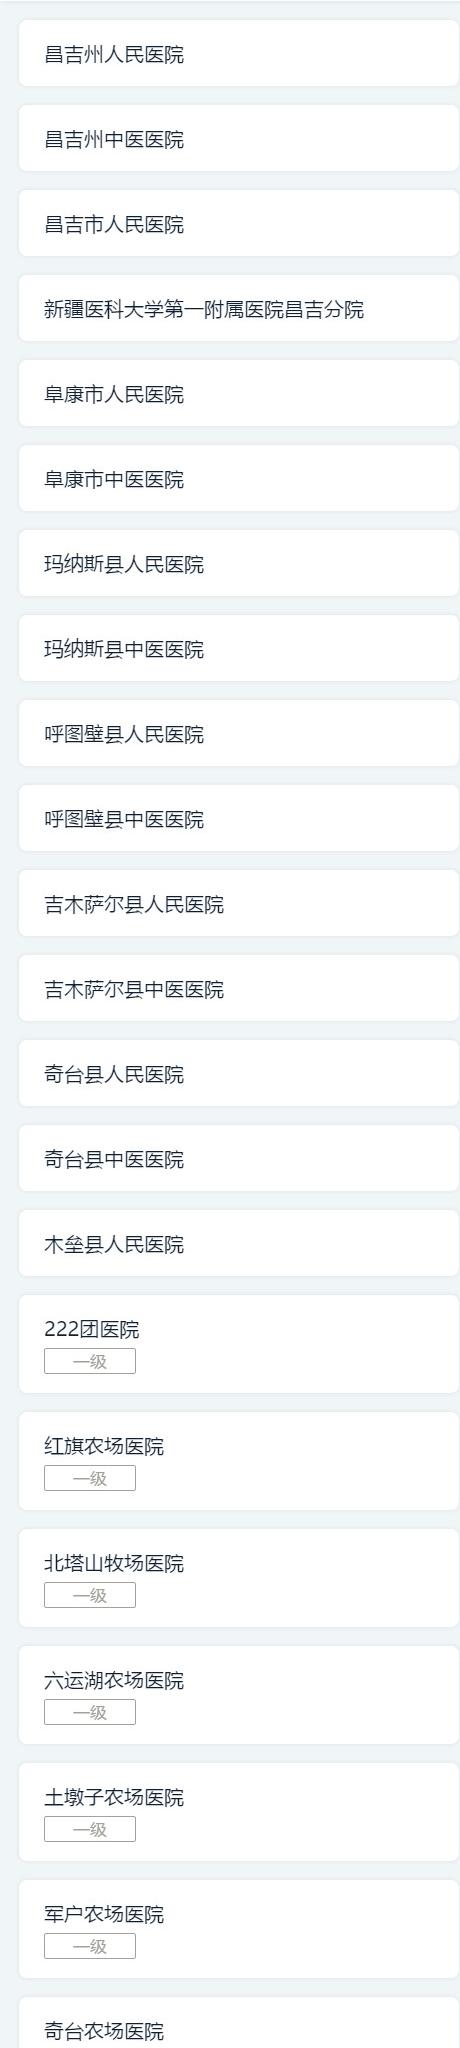 昌吉州人民医院
昌吉州中医医院
昌吉市人民医院
新疆医科大学第一附属医院昌吉分院
阜康市人民医院
阜康市中医医院
玛纳斯县人民医院
玛纳斯县中医医院
呼图壁县人民医院
呼图壁县中医医院
吉木萨尔县人民医院
吉木萨尔县中医医院
奇台县人民医院
奇台县中医医院
木垒县人民医院
222团医院
一级
红旗农场医院
一级
北塔山牧场医院
一级
六运湖农场医院
一级
土墩子农场医院
一级
军户农场医院
一级
奇台农场医院